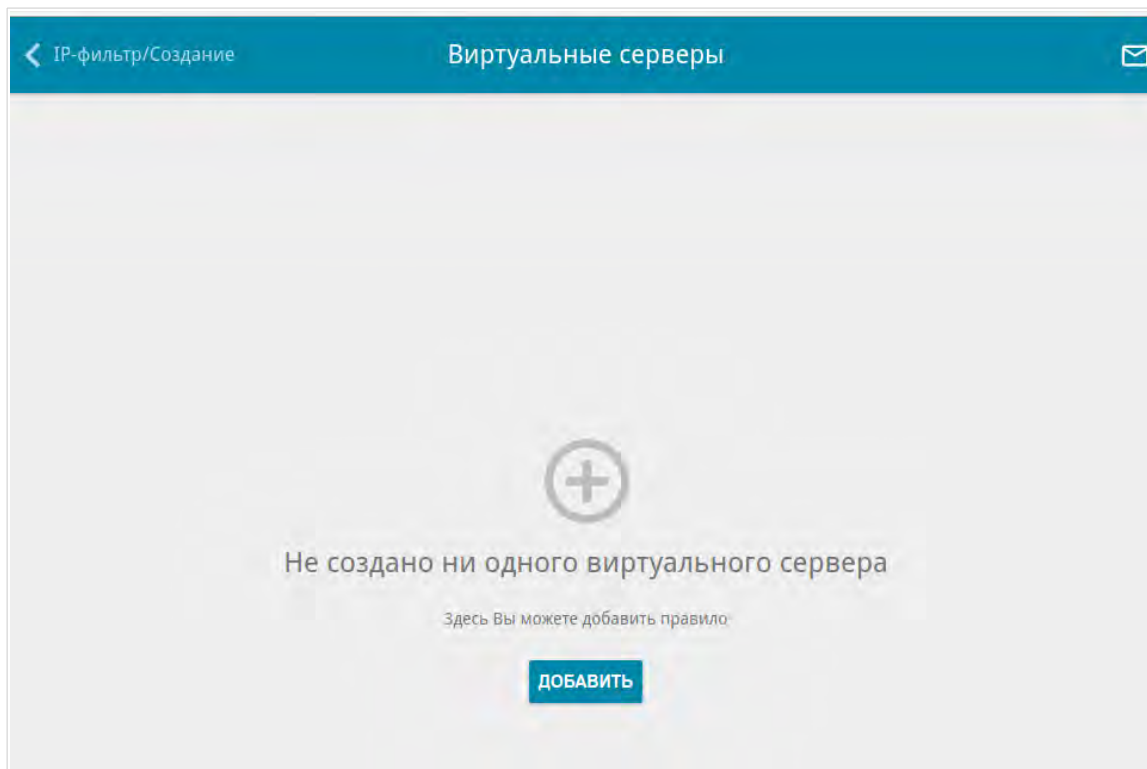 IP-фильтр/Создание
Виртуальные серверы
Не создано ни одного виртуального сервера
Здесь Вы можете добавить правило
ДОБАВИТЬ